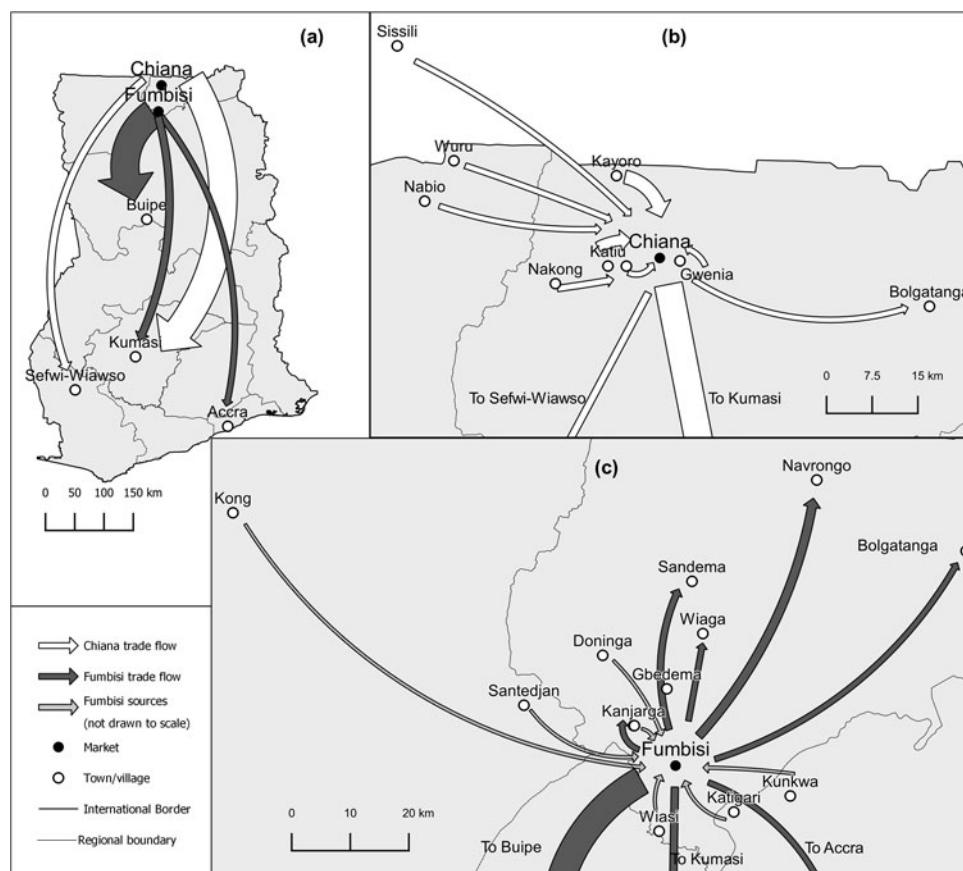 (a)
Chiana
Fumbisi
Buipe
Kumasi
Sefwi-Wiawso
Accra
0 50 100 150 km
(b)
Sissili
Wuru
Kayoro
Nabio
Chiana
Katiu
Nakong
Gwenia
Bolgatanga
0 7.5 15 km
To Sefwi-Wiawso
To Kumasi
(c)
Navrongo
Kong
Bolgatanga
Sandema
Wiaga
Doninga
Gbedema
Santedjan
Kanjarga
Fumbisi
Kunkwa
Katigari
Wiasi
0 10 20 km
To Buipe
To Kumasi
To Accra
Chiana trade flow
Fumbisi trade flow
Fumbisi sources
(not drawn to scale)
Market
Town/village
International Border
Regional boundary